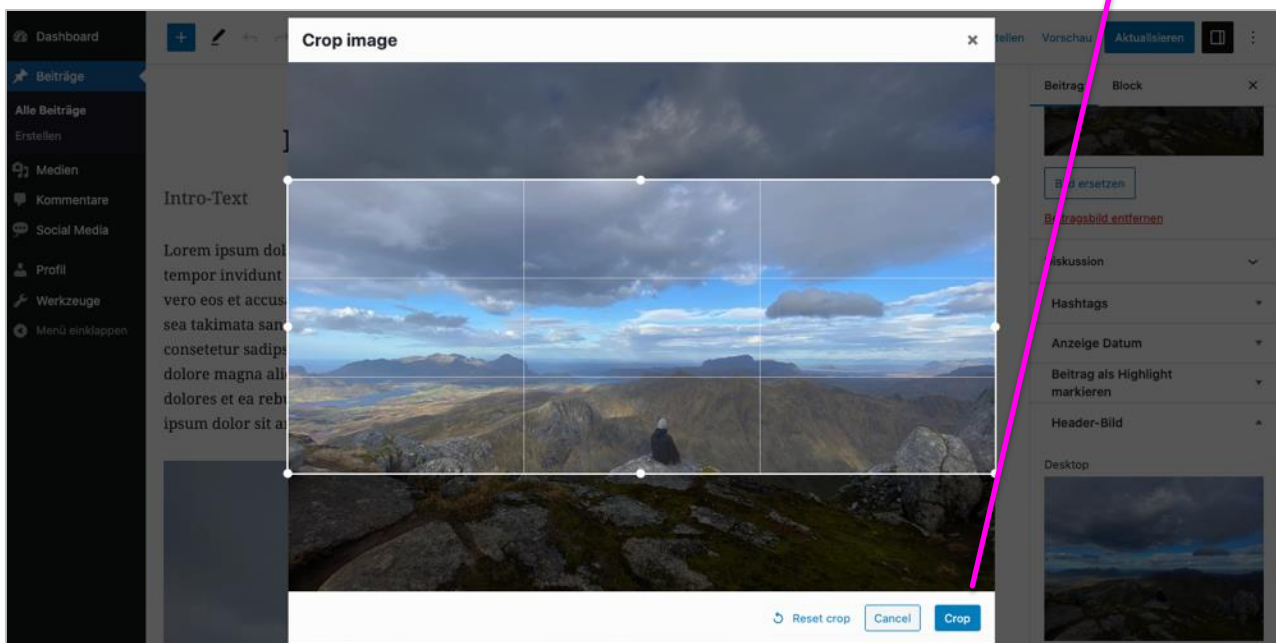 Dashboard
Beiträge
Alle Beiträge
Erstellen
Medien
Kommentare
Social Media
Profil
Werkzeuge
Menü einklappen
Intro-Text
Lorem ipsum dol
tempor invidunt
vero eos et accus
sea takimata san
consetetur sadips
dolore magna ali
dolores et ea reb
ipsum dolor sit a
Crop image
Reset crop Cancel Crop
tellen Vorschau Aktualisieren
Beitrag Block
Bild ersetzen
Beitragsbild entfernen
Diskussion
Hashtags
Anzeige Datum
Beitrag als Highlight
markieren
Header-Bild
Desktop